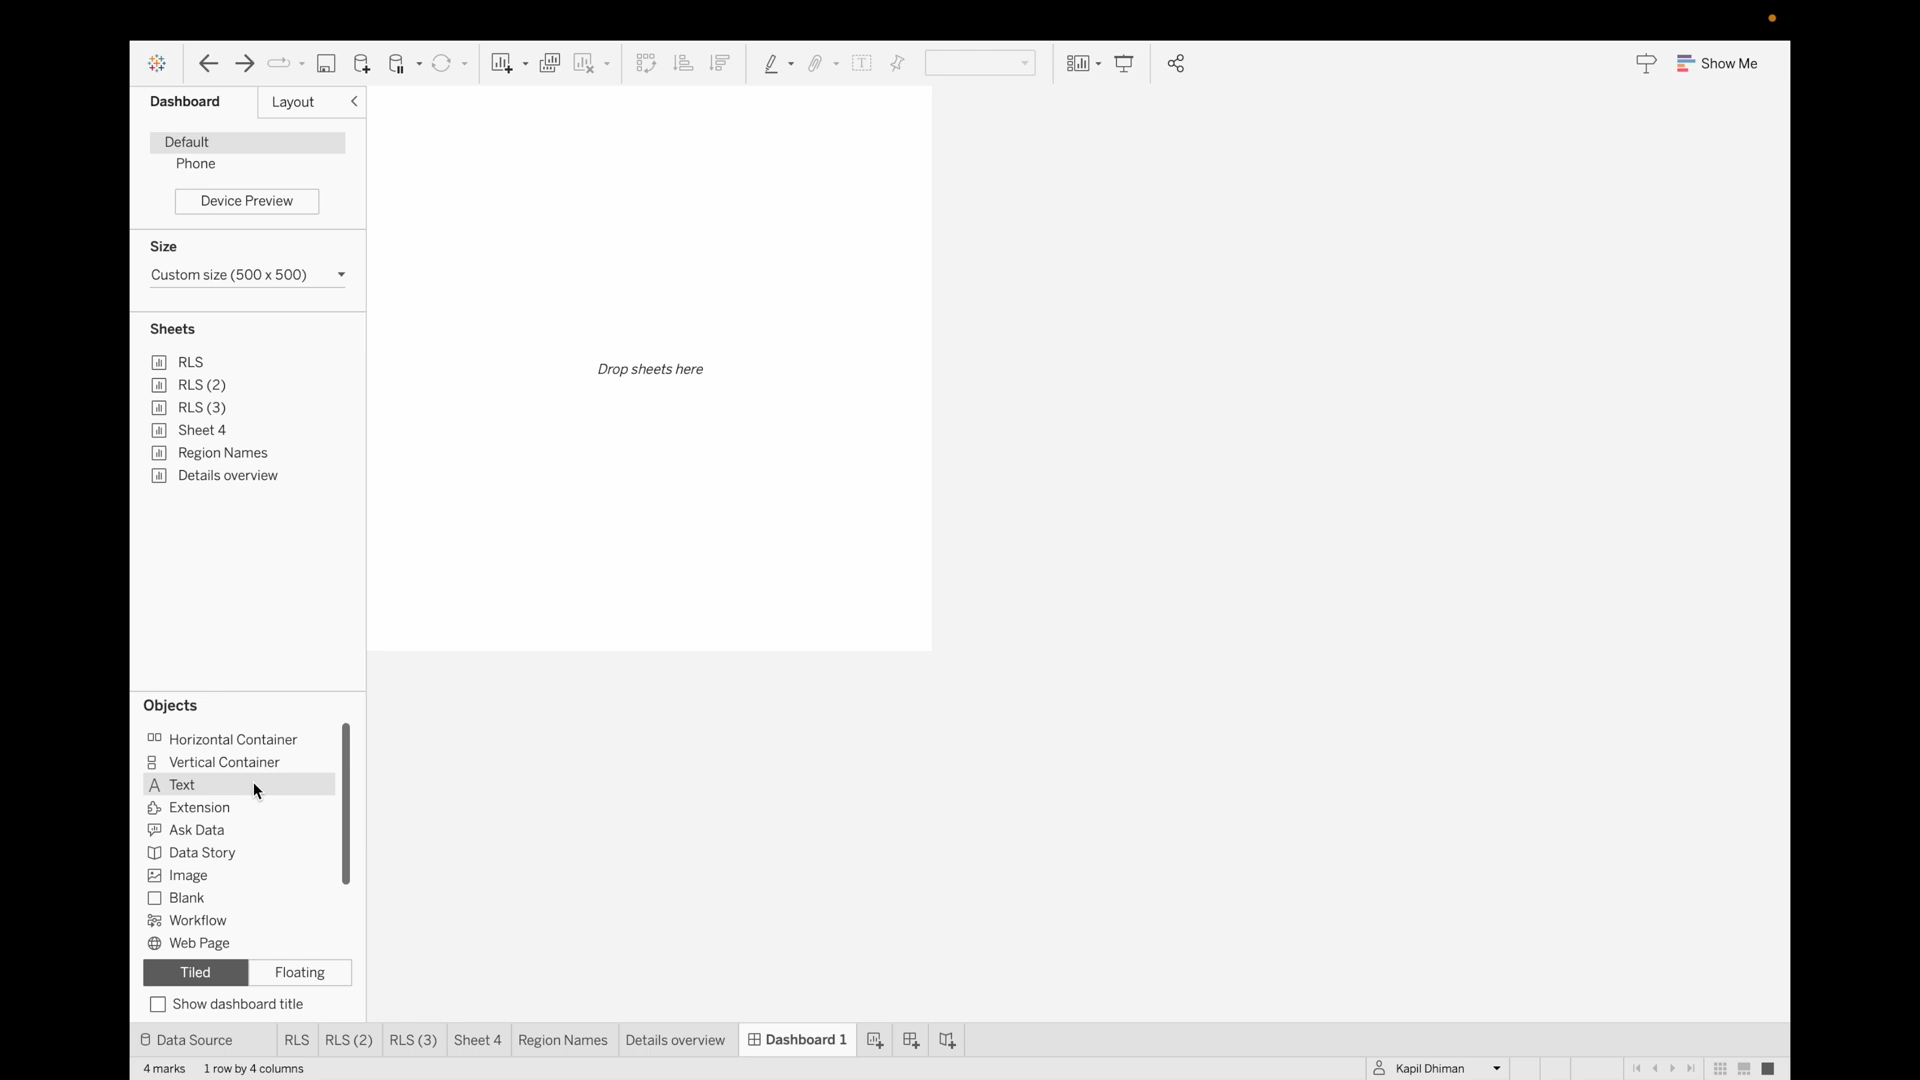 Show Me
Dashboard
Layout
Default
Phone
Device Preview
Size
Custom size (500 x 500)
Sheets
RLS
RLS (2)
RLS (3)
Sheet 4
Region Names
Details overview
Drop sheets here
Objects
Horizontal Container
Vertical Container
Text
Extension
Ask Data
Data Story
Image
Blank
Workflow
Web Page
Tiled
Floating
Show dashboard title
Data Source
RLS
RLS (2)
RLS (3)
Sheet 4
Region Names
Details overview
Dashboard 1
4 marks
1 row by 4 columns
Kapil Dhiman